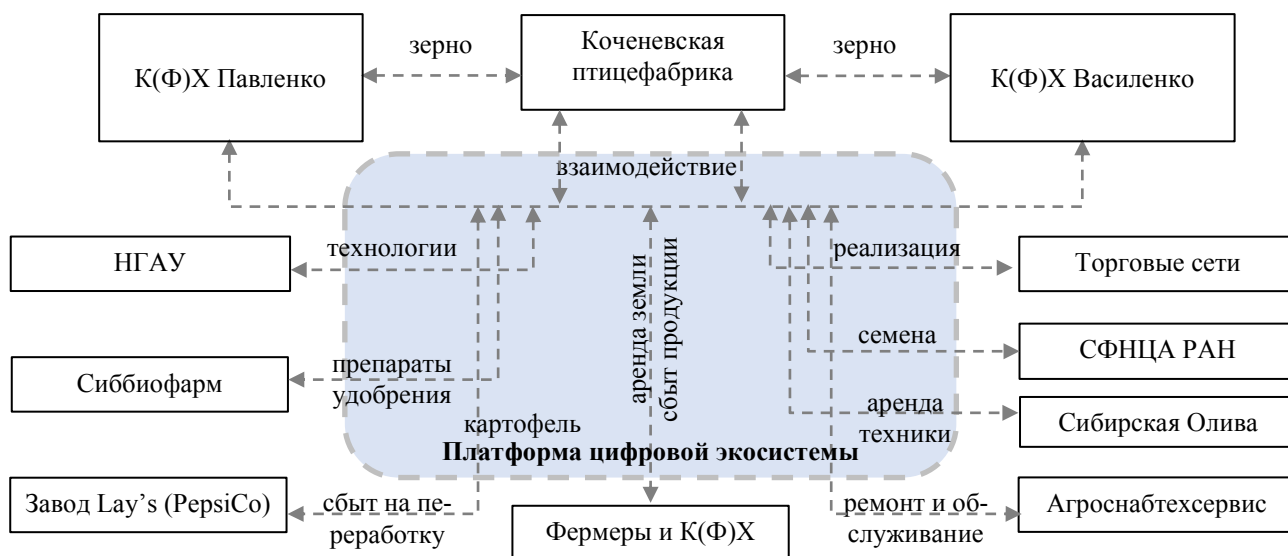 зерно
Коченевская
птицефабрика
зерно
К(Ф)Х Павленко
К(Ф)Х Василенко
взаимодействие
НГАУ
технологии
реализация
Торговые сети
аренда земли
сбыт продукции
Сиббиофарм
препараты
удобрения
семена
СФНЦА РАН
аренда
техники
Сибирская Олива
картофель
Платформа цифровой экосистемы
Завод Lay's (PepsiCo)
сбыт на пе-
реработку
Фермеры и К(Ф)Х
ремонт и об-
служивание
Агроснабтехсервис